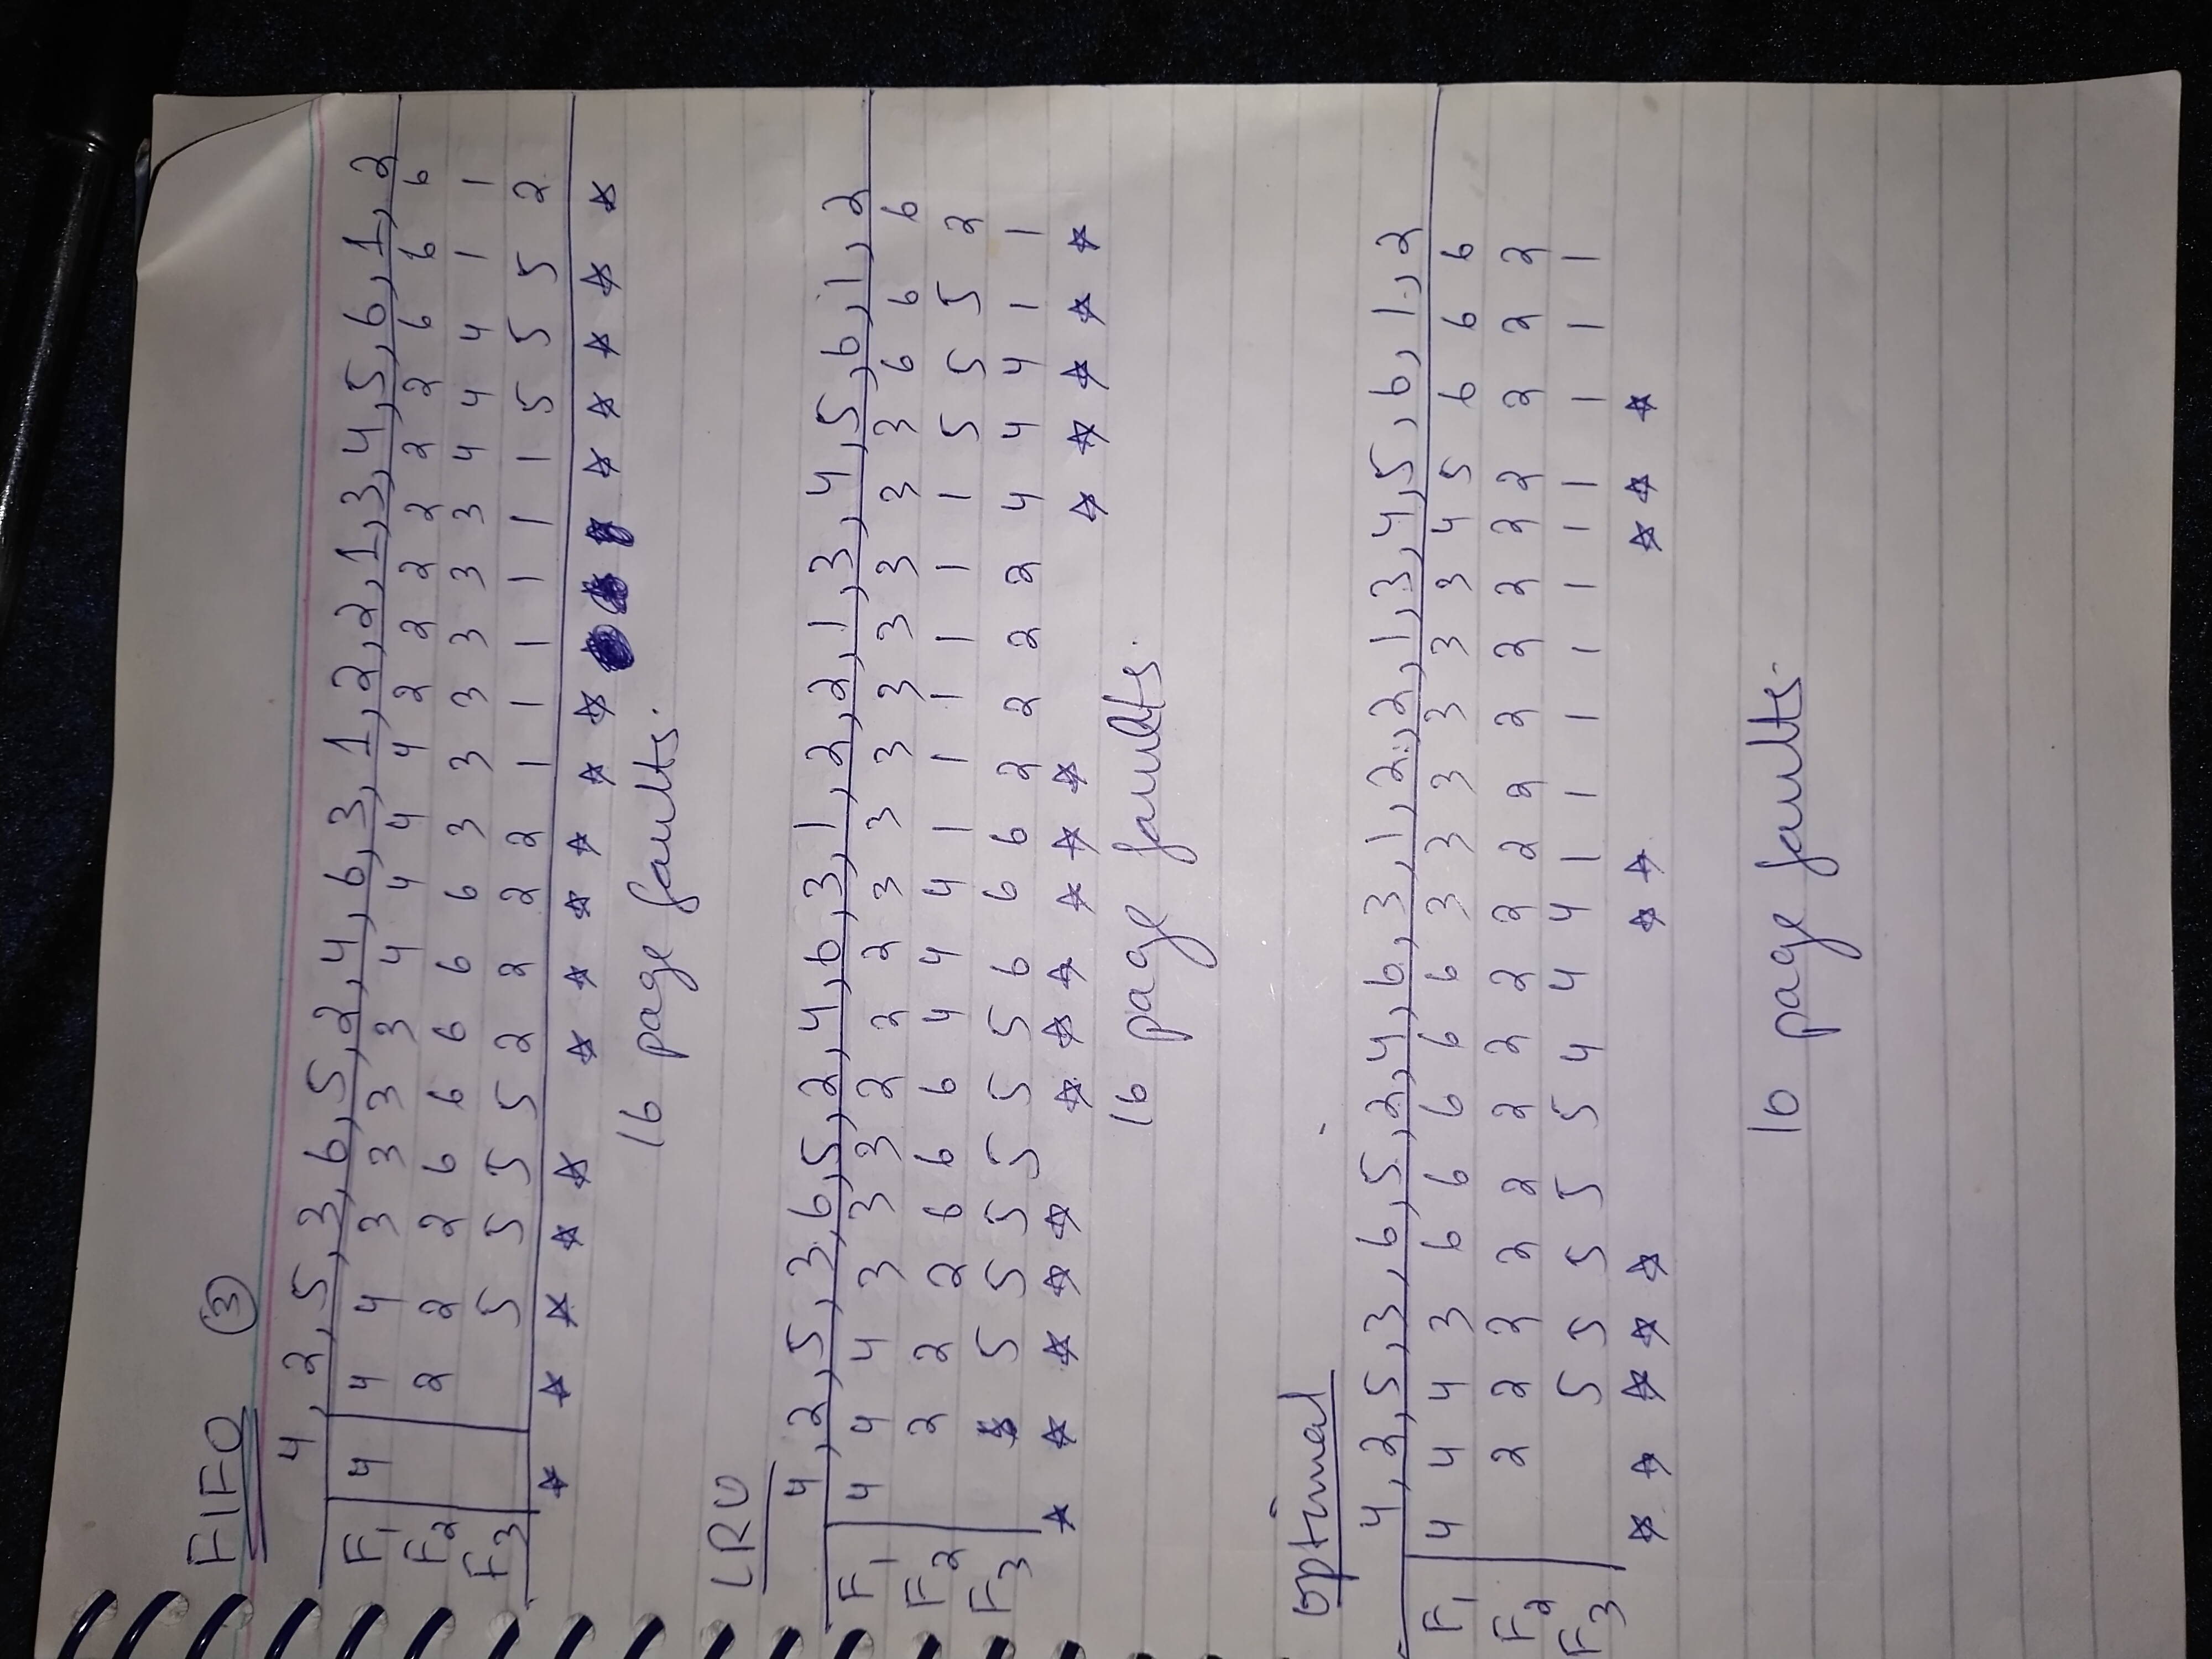 FIFO ③
4, 2, 5, 3, 6, 5, 2, 4, 6, 3, 1, 2, 2, 1, 3, 4, 5, 6, 1, 2
F1 4 4 4 3 3 3 3 4 4 4 4 2 2 2 2 2 2 6 6 6
F2 2 2 2 6 6 6 6 6 3 3 3 3 3 3 4 4 4 1 1
F3 5 5 5 5 2 2 2 2 1 1 1 1 1 1 5 5 5 2
☆ ☆ ☆ ☆ ☆ ☆ ☆ ☆ ☆ ☆ ☆ ☆ ☆ ☆ ☆ ☆
16 page faults.
LRU
4, 2, 5, 3, 6, 5, 2, 4, 6, 3, 1, 2, 2, 1, 3, 4, 5, 6, 1, 2
F1 4 4 4 3 3 3 2 2 2 3 3 3 3 3 3 3 3 6 6 6
F2 2 2 2 6 6 6 4 4 4 1 1 1 1 1 1 5 5 5 2
F3 5 5 5 5 5 5 6 6 6 2 2 2 2 4 4 4 1 1
☆ ☆ ☆ ☆ ☆ ☆ ☆ ☆ ☆ ☆ ☆ ☆ ☆ ☆ ☆ ☆
16 page faults.
optimal
4, 2, 5, 3, 6, 5, 2, 4, 6, 3, 1, 2, 2, 1, 3, 4, 5, 6, 1, 2
F1 4 4 4 3 6 6 6 6 6 3 3 3 3 3 3 4 5 6 6 6
F2 2 2 2 2 2 2 2 2 2 2 2 2 2 2 2 2 2 2 2
F3 5 5 5 5 5 4 4 4 1 1 1 1 1 1 1 1 1 1
☆ ☆ ☆ ☆ ☆ ☆ ☆ ☆ ☆ ☆
10 page faults